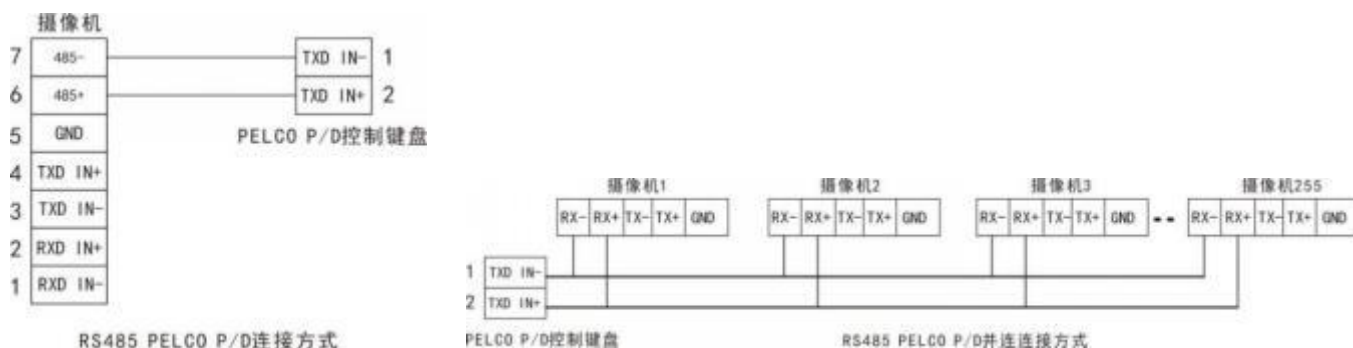 摄像机
7 485- TXD IN- 1
6 485+ TXD IN+ 2
5 GND PELCO P/D控制键盘
4 TXD IN+
3 TXD IN-
2 RXD IN+
1 RXD IN-
RS485 PELCO P/D连接方式
摄像机1 摄像机2 摄像机3 摄像机255
RX- RX+ TX- TX+ GND RX- RX+ TX- TX+ GND RX- RX+ TX- TX+ GND -- RX- RX+ TX- TX+ GND
1 TXD IN-
2 TXD IN+
PELCO P/D控制键盘 RS485 PELCO P/D并连连接方式